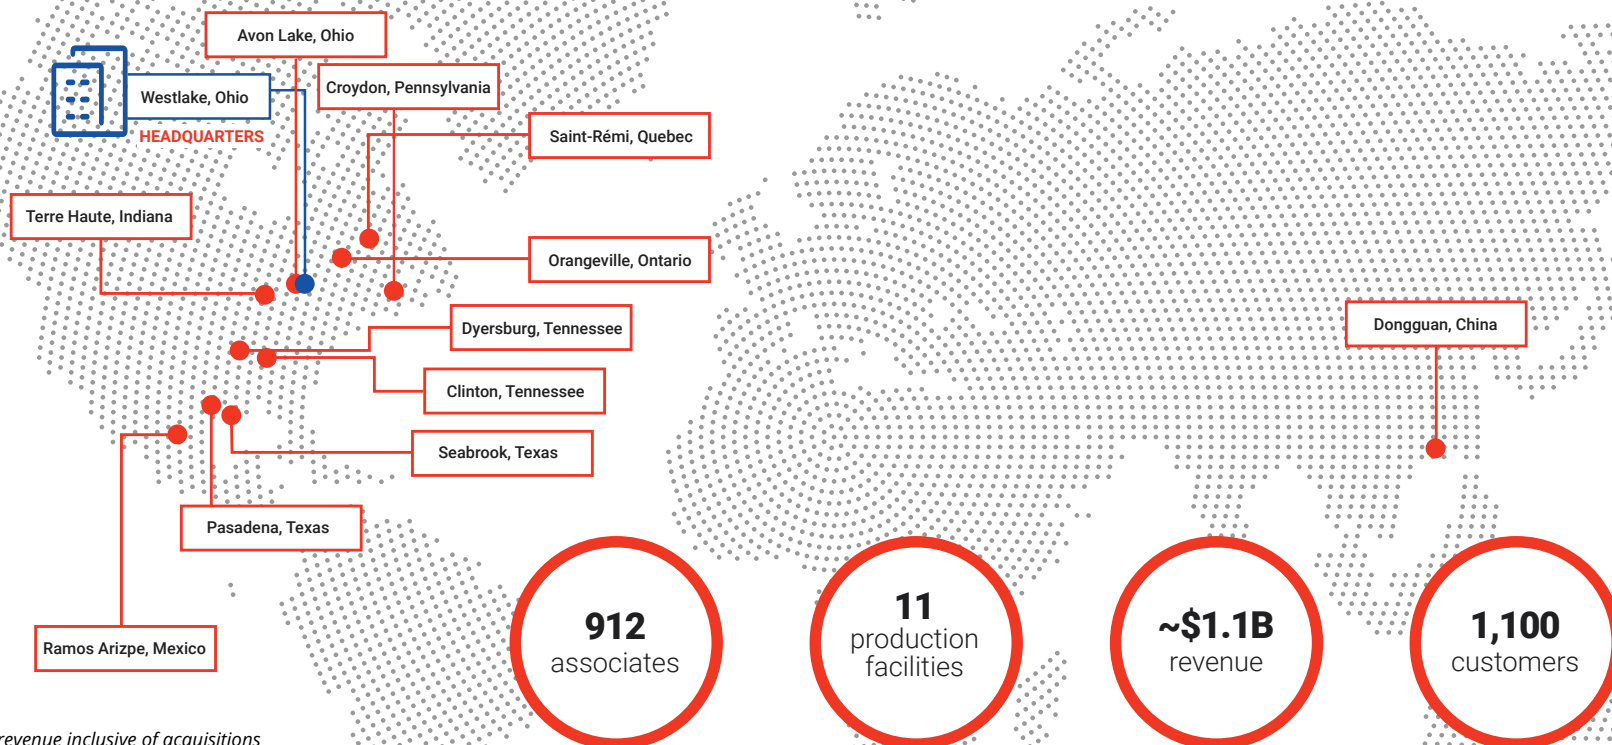 Avon Lake, Ohio
Croydon, Pennsylvania
Westlake, Ohio
HEADQUARTERS
Saint-Rémi, Quebec
Terre Haute, Indiana
Orangeville, Ontario
Dyersburg, Tennessee
Dongguan, China
Clinton, Tennessee
Seabrook, Texas
Pasadena, Texas
Ramos Arizpe, Mexico
912
associates
11
production
facilities
~$1.1B
revenue
1,100
customers
revenue inclusive of acquisitions